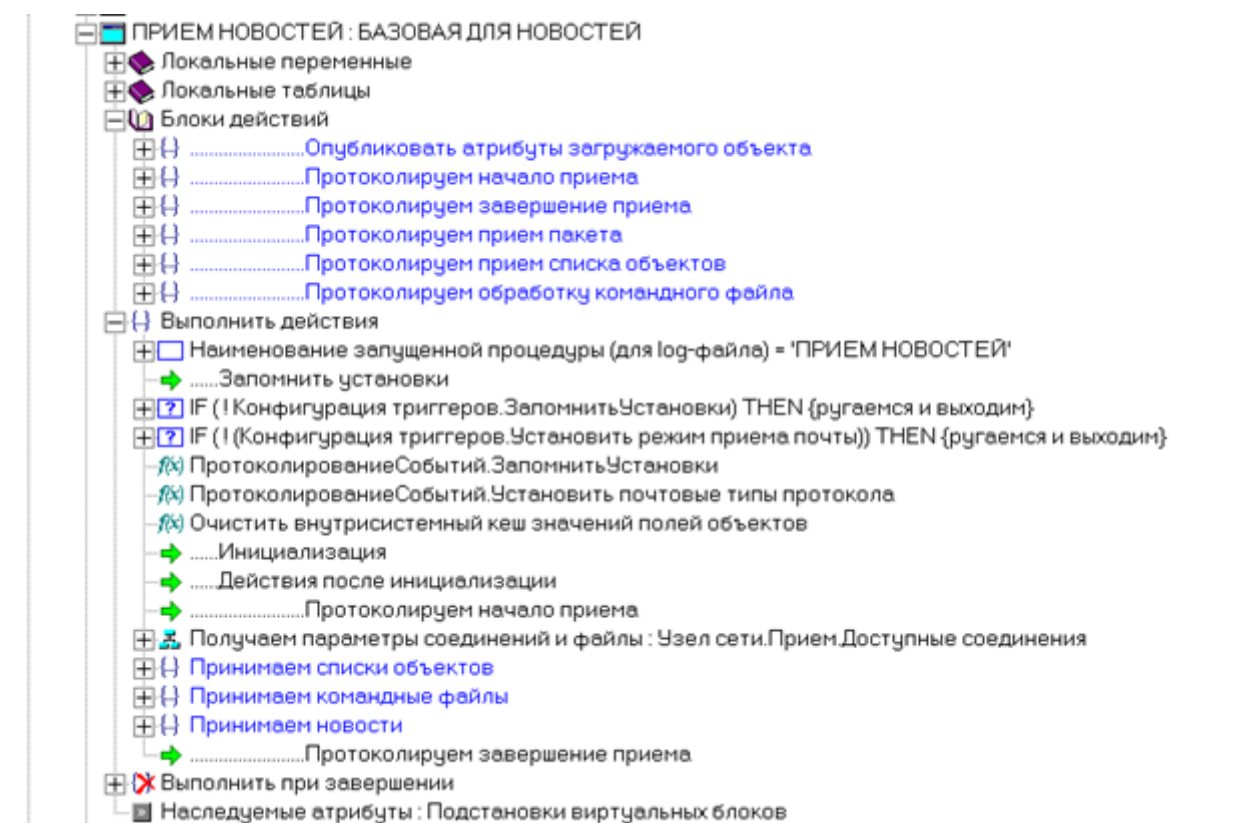 ПРИЕМ НОВОСТЕЙ : БАЗОВАЯ ДЛЯ НОВОСТЕЙ
Локальные переменные
Локальные таблицы
Блоки действий
{} ........................Опубликовать атрибуты загружаемого объекта
{} ........................Протоколируем начало приема
{} ........................Протоколируем завершение приема
{} ........................Протоколируем прием пакета
{} ........................Протоколируем прием списка объектов
{} ........................Протоколируем обработку командного файла
{} Выполнить действия
Наименование запущенной процедуры (для log-файла) = 'ПРИЕМ НОВОСТЕЙ'
......Запомнить установки
? IF (! Конфигурация триггеров.ЗапомнитьУстановки) THEN {ругаемся и выходим}
? IF (! (Конфигурация триггеров.Установить режим приема почты)) THEN {ругаемся и выходим}
f(x) ПротоколированиеСобытий.ЗапомнитьУстановки
f(x) ПротоколированиеСобытий.Установить почтовые типы протокола
f(x) Очистить внутрисистемный кеш значений полей объектов
......Инициализация
......Действия после инициализации
........................Протоколируем начало приема
Получаем параметры соединений и файлы : Узел сети.Прием.Доступные соединения
{} Принимаем списки объектов
{} Принимаем командные файлы
{} Принимаем новости
........................Протоколируем завершение приема
Выполнить при завершении
Наследуемые атрибуты : Подстановки виртуальных блоков